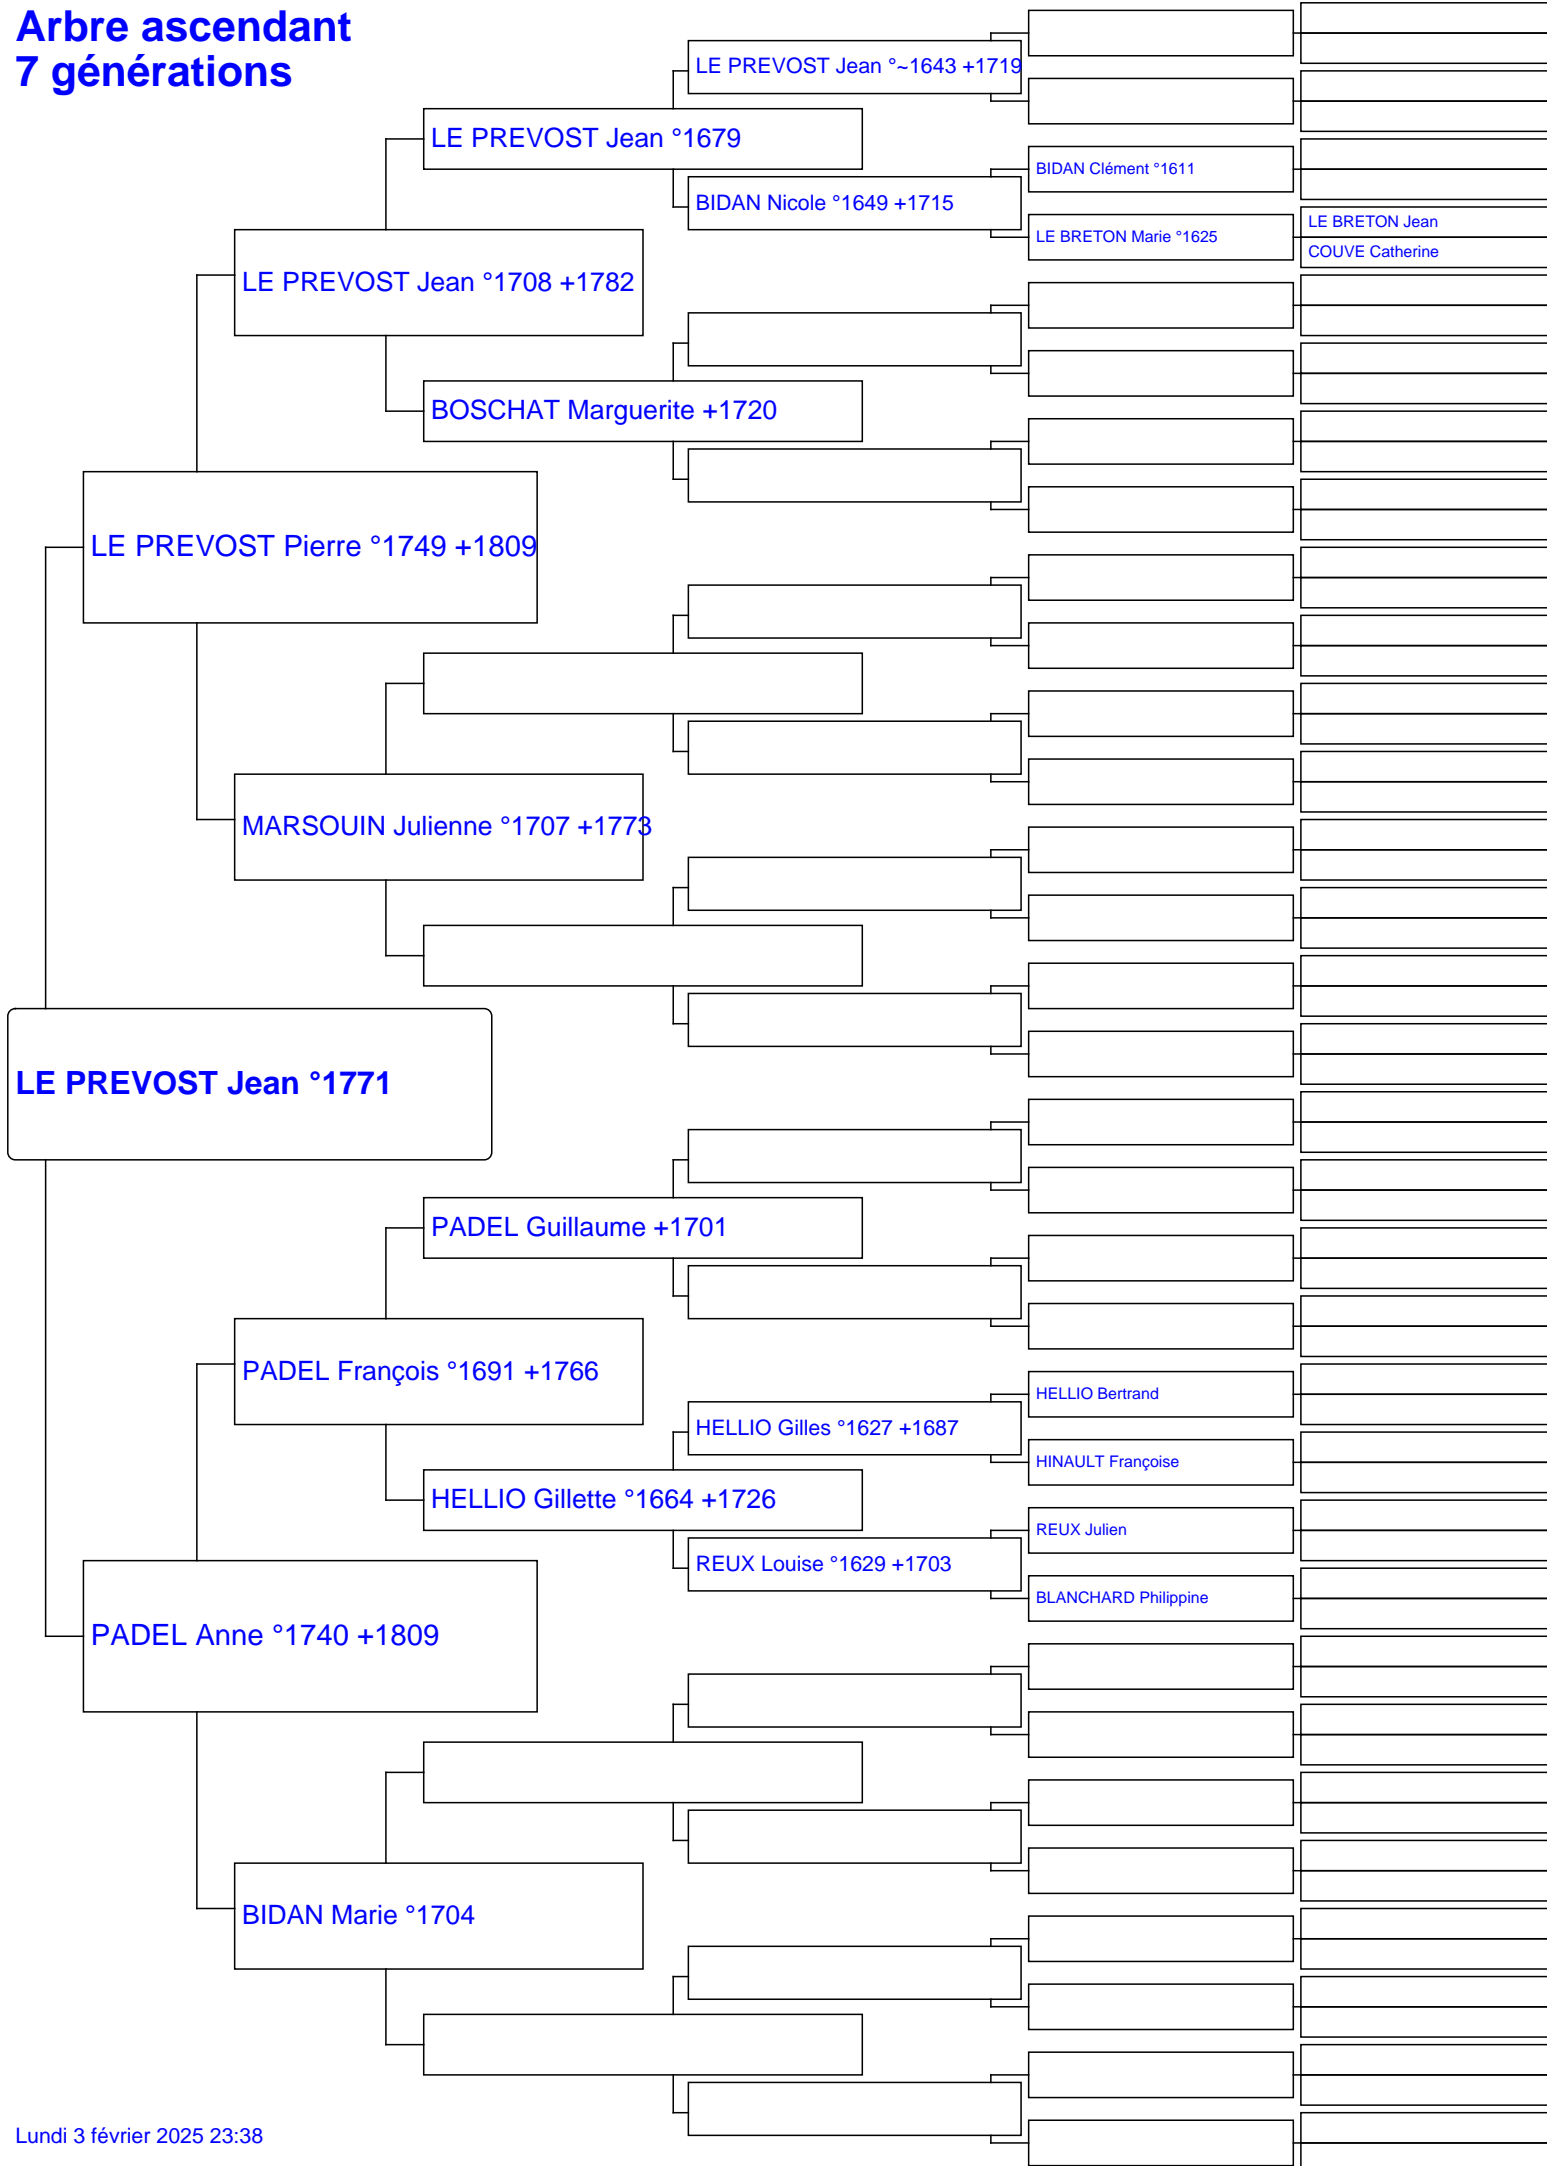 Arbre ascendant
7 générations
LE PREVOST Jean °~1643 +1719
LE PREVOST Jean °1679
BIDAN Clément °1611
BIDAN Nicole °1649 +1715
LE BRETON Jean
LE BRETON Marie °1625
COUVE Catherine
LE PREVOST Jean °1708 +1782
BOSCHAT Marguerite +1720
LE PREVOST Pierre °1749 +1809
MARSOUIN Julienne °1707 +1773
LE PREVOST Jean °1771
PADEL Guillaume +1701
PADEL François °1691 +1766
HELLIO Bertrand
HELLIO Gilles °1627 +1687
HINAULT Françoise
HELLIO Gillette °1664 +1726
REUX Julien
REUX Louise °1629 +1703
BLANCHARD Philippine
PADEL Anne °1740 +1809
BIDAN Marie °1704
Lundi 3 février 2025 23:38